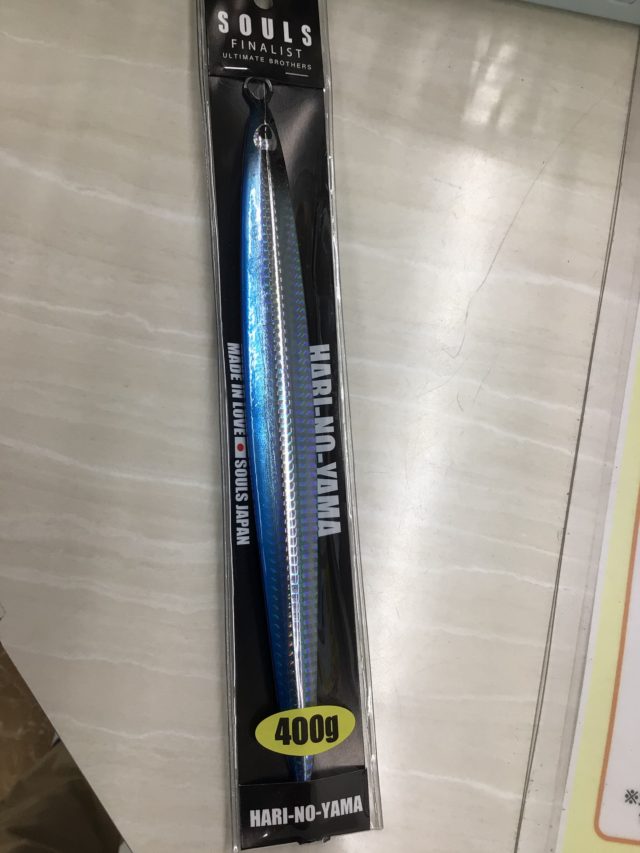 SOULS
FINALIST
ULTIMATE BROTHERS
HARI-NO-YAMA
MADE IN LOVE SOULS JAPAN
400g
HARI-NO-YAMA
※